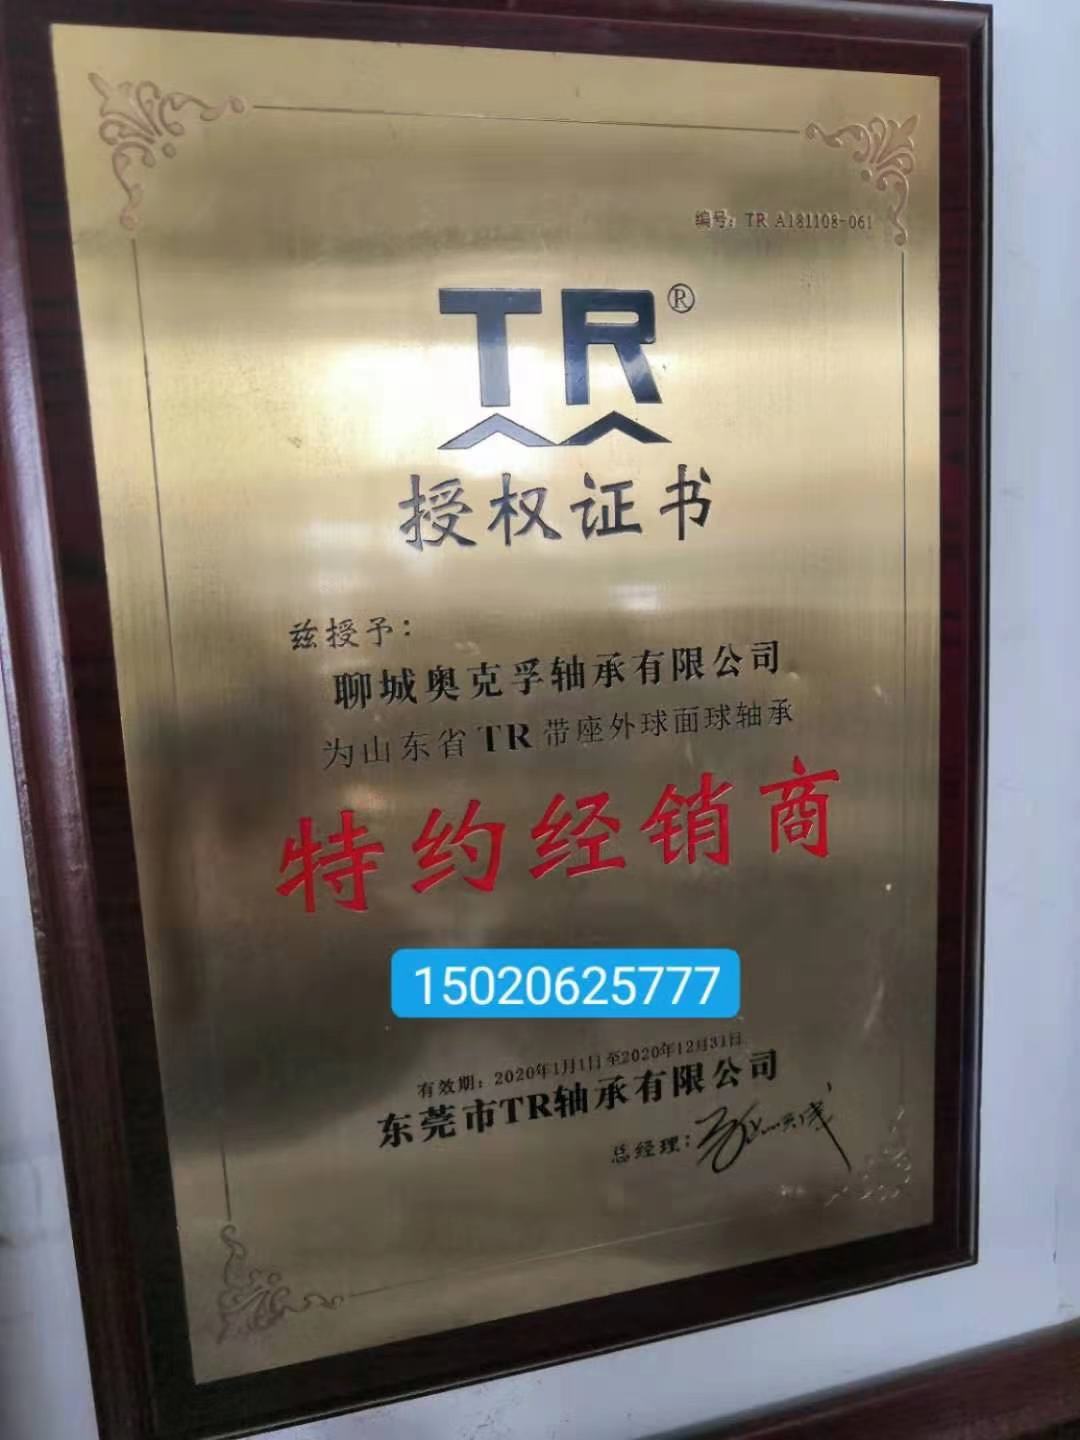 编号：TR A181108-061
TR®
授权证书
兹授予：
聊城奥克孚轴承有限公司
为山东省TR带座外球面球轴承
特约经销商
15020625777
有效期：2020年1月1日至2020年12月31日
东莞市TR轴承有限公司
总经理：